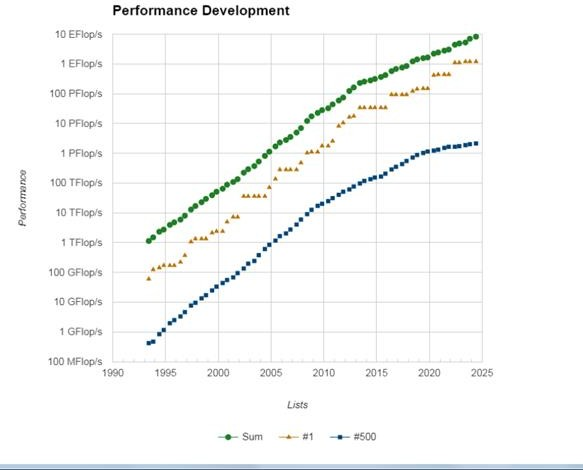 Performance Development
10 EFlop/s
1 EFlop/s
100 PFlop/s
10 PFlop/s
1 PFlop/s
100 TFlop/s
10 TFlop/s
1 TFlop/s
100 GFlop/s
10 GFlop/s
1 GFlop/s
100 MFlop/s
Performance
1990 1995 2000 2005 2010 2015 2020 2025
Lists
Sum #1 #500